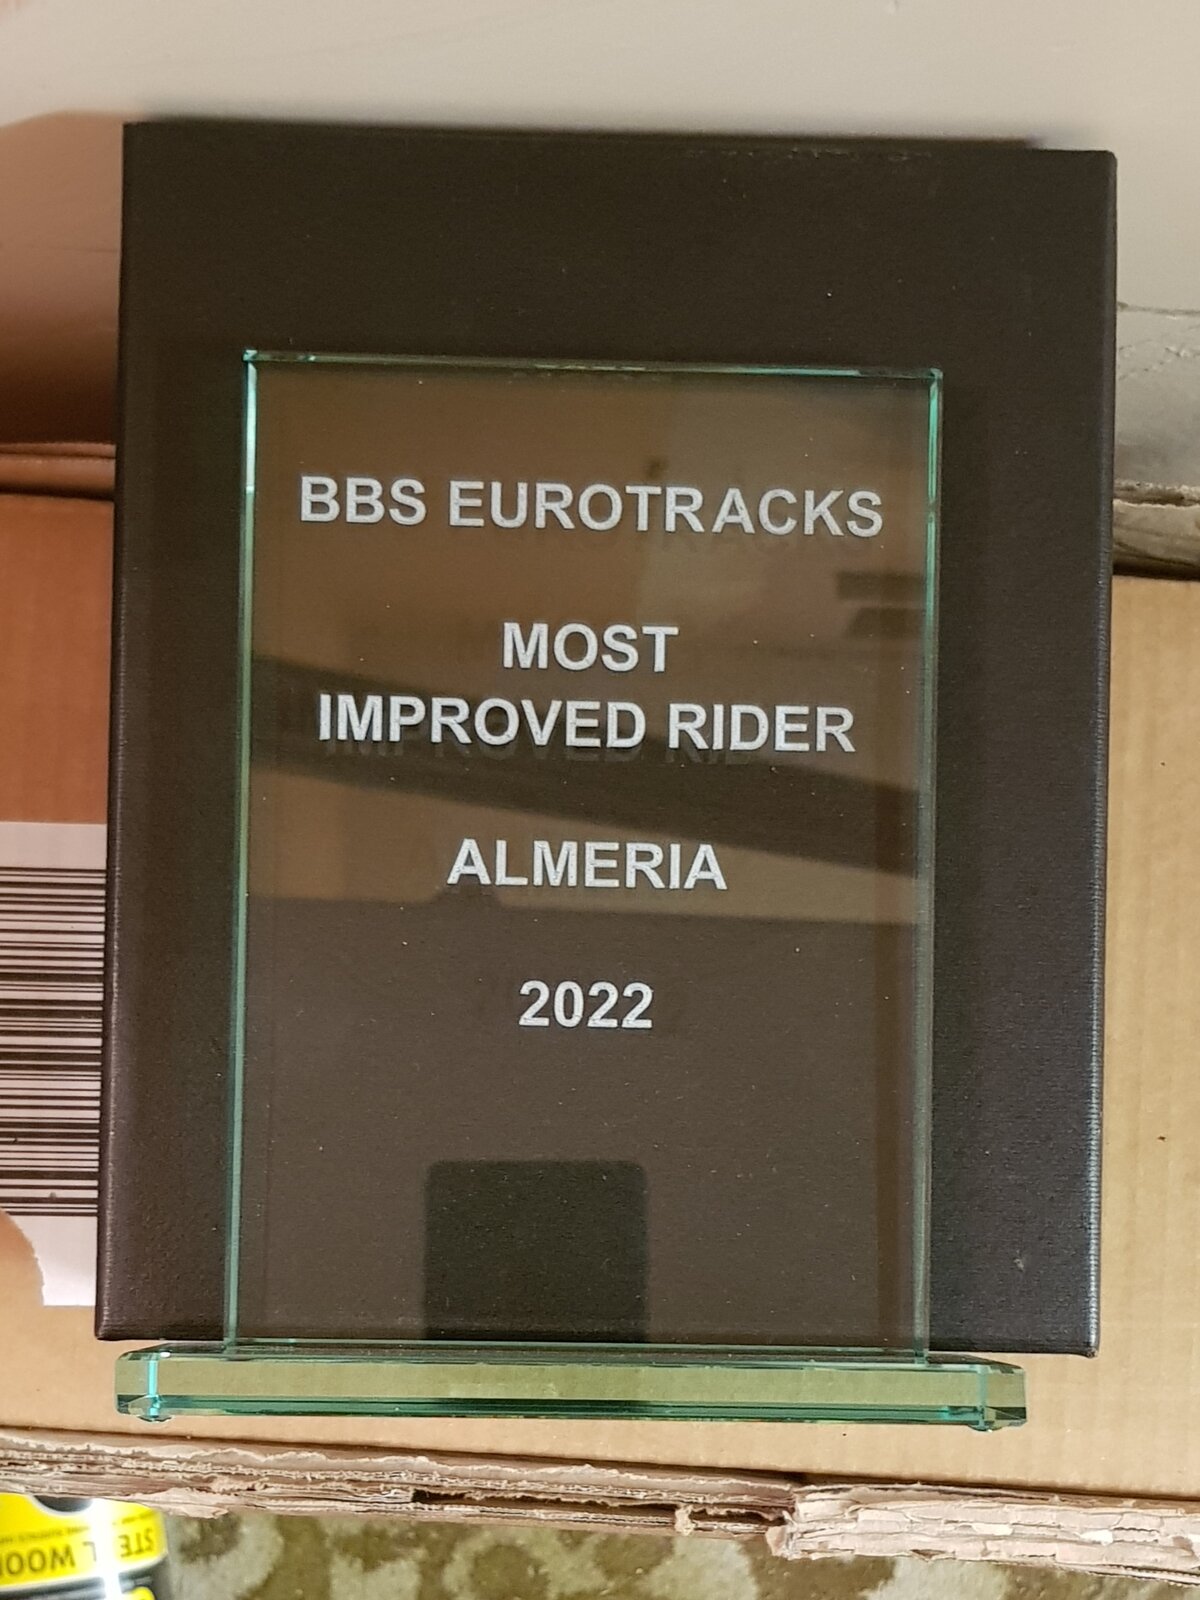 BBS EUROTRACKS
MOST
IMPROVED RIDER
ALMERIA
2022